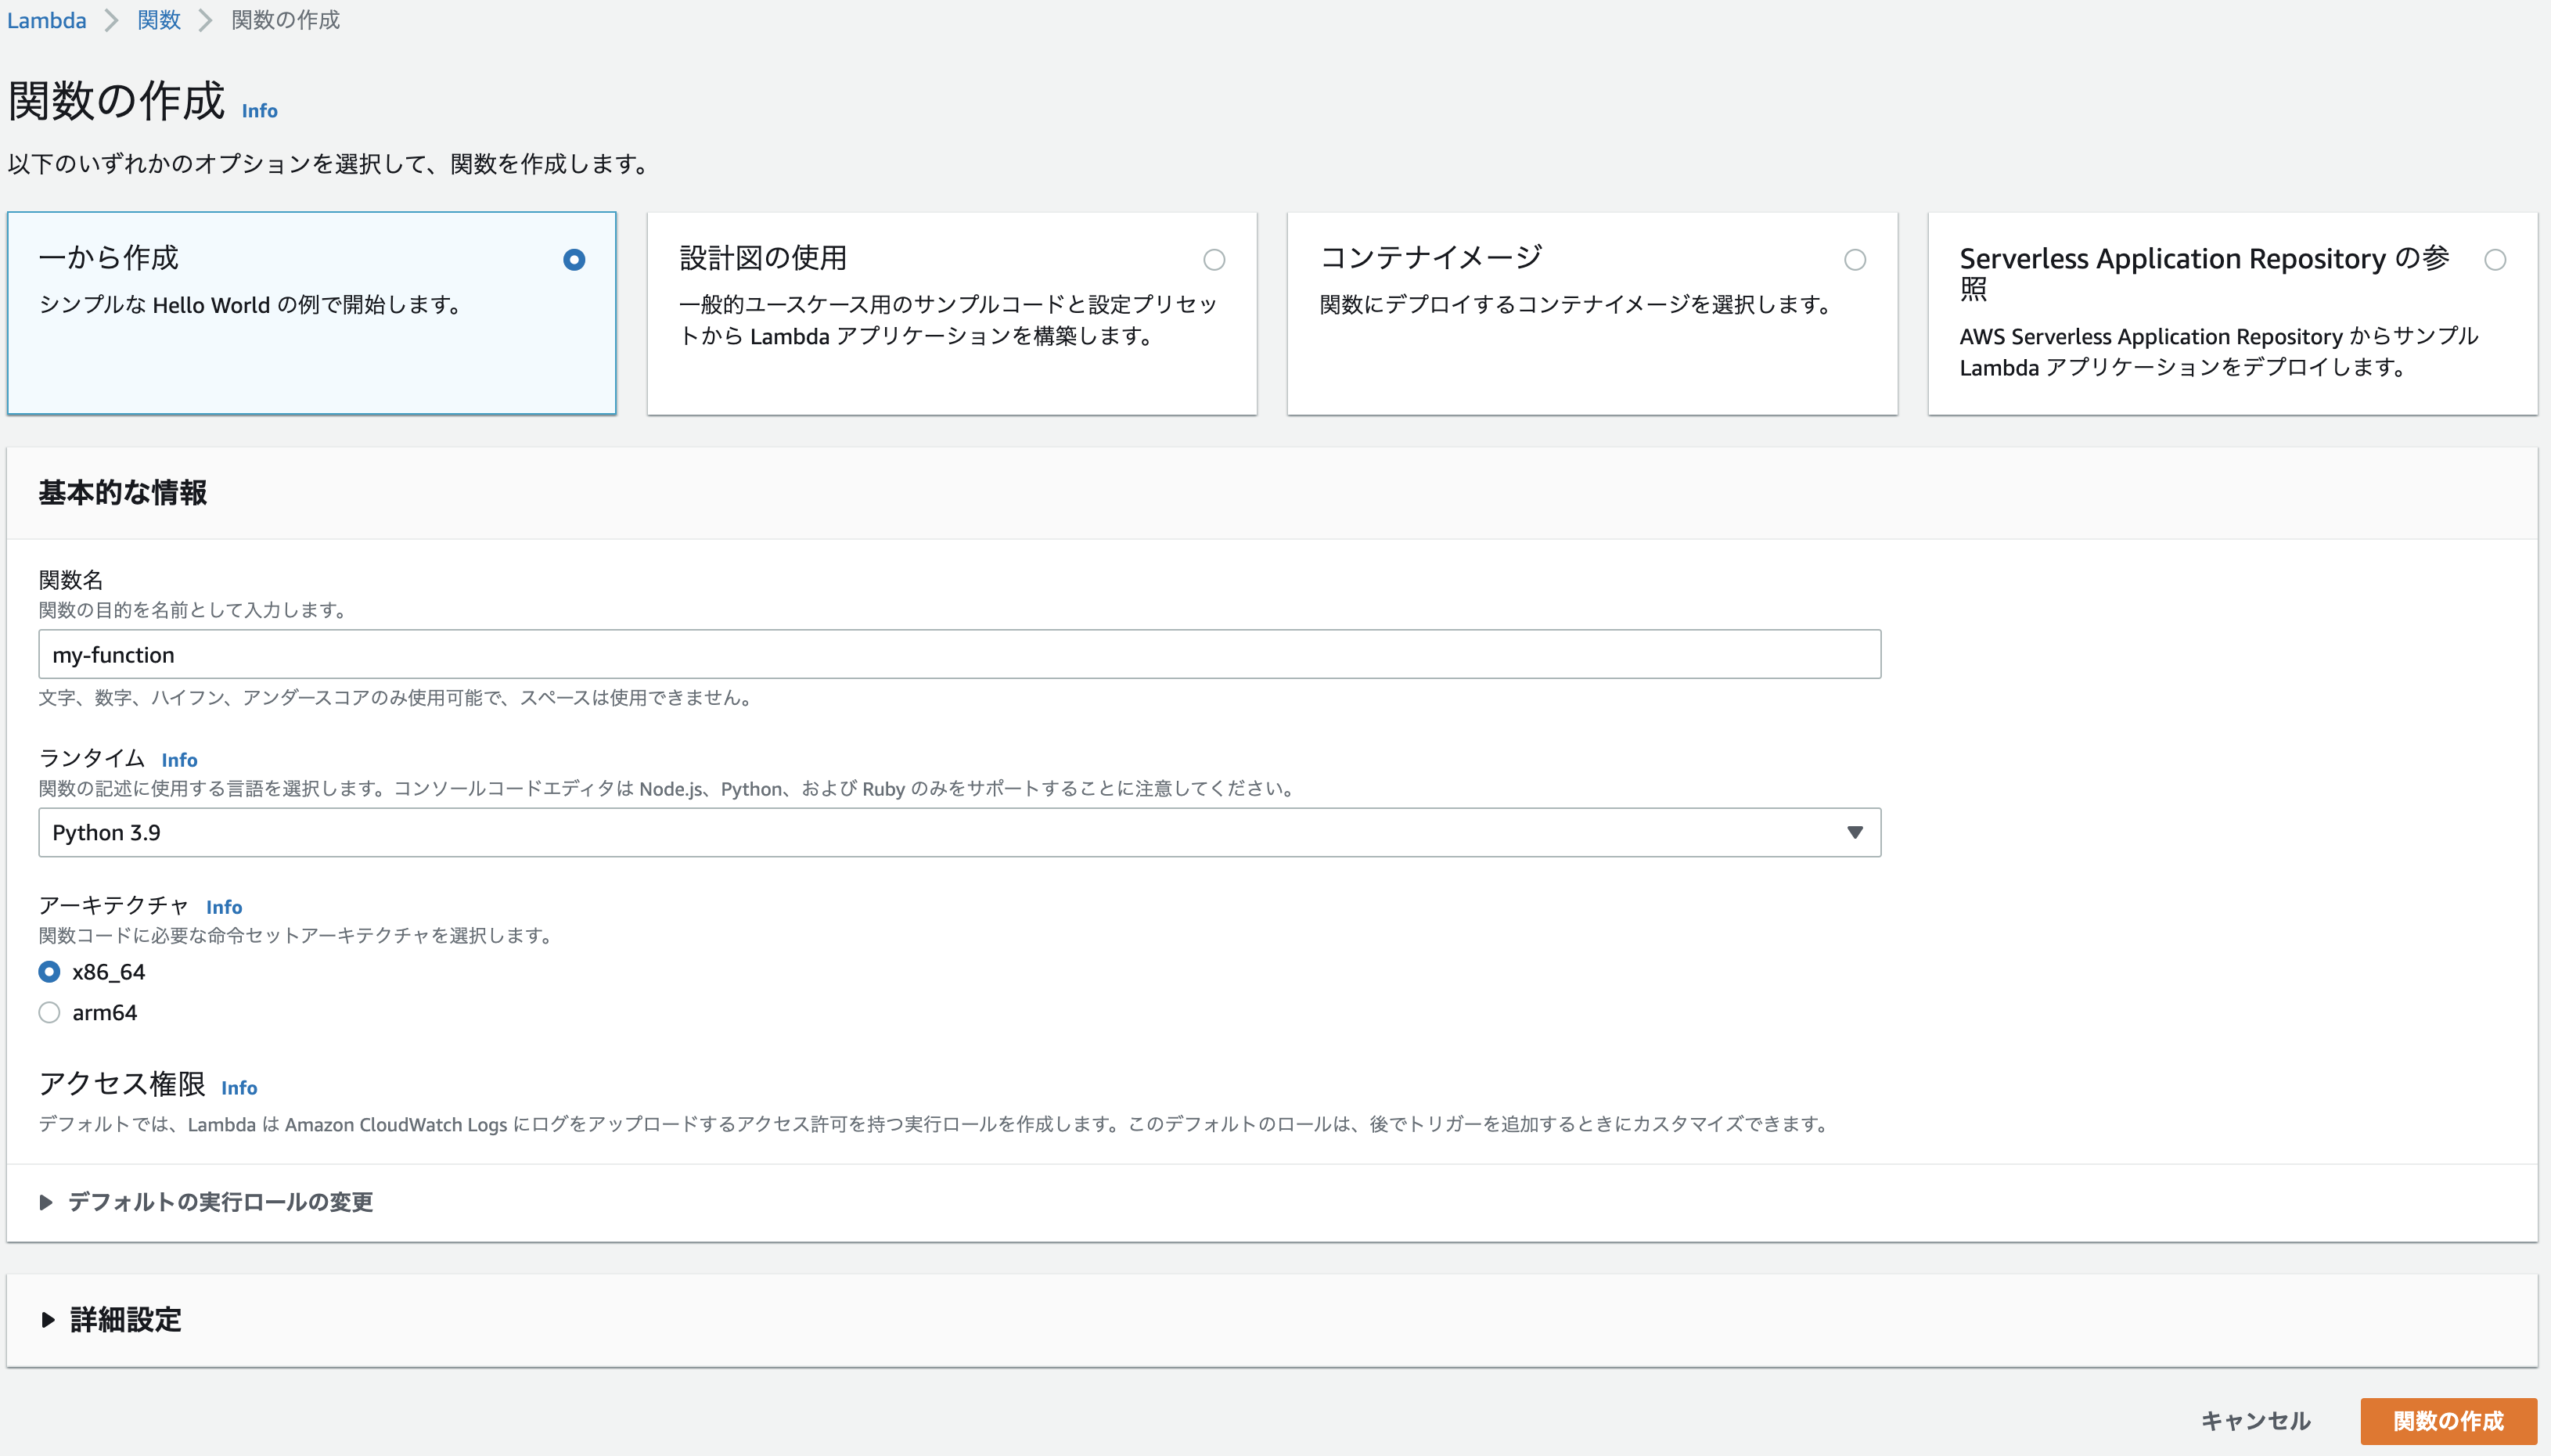 Lambda
関数
関数の作成
関数の作成 Info
以下のいずれかのオプションを選択して、関数を作成します。
一から作成
シンプルな Hello World の例で開始します。
設計図の使用
一般的ユースケース用のサンプルコードと設定プリセッ
トから Lambda アプリケーションを構築します。
コンテナイメージ
関数にデプロイするコンテナイメージを選択します。
Serverless Application Repository の参
照
AWS Serverless Application Repository からサンプル
Lambda アプリケーションをデプロイします。
基本的な情報
関数名
関数の目的を名前として入力します。
my-function
文字、数字、ハイフン、アンダースコアのみ使用可能で、スペースは使用できません。
ランタイム Info
関数の記述に使用する言語を選択します。コンソールコードエディタは Node.js、Python、および Ruby のみをサポートすることに注意してください。
Python 3.9
アーキテクチャ Info
関数コードに必要な命令セットアーキテクチャを選択します。
x86_64
arm64
アクセス権限 Info
デフォルトでは、Lambda は Amazon CloudWatch Logs にログをアップロードするアクセス許可を持つ実行ロールを作成します。このデフォルトのロールは、後でトリガーを追加するときにカスタマイズできます。
デフォルトの実行ロールの変更
詳細設定
キャンセル
関数の作成